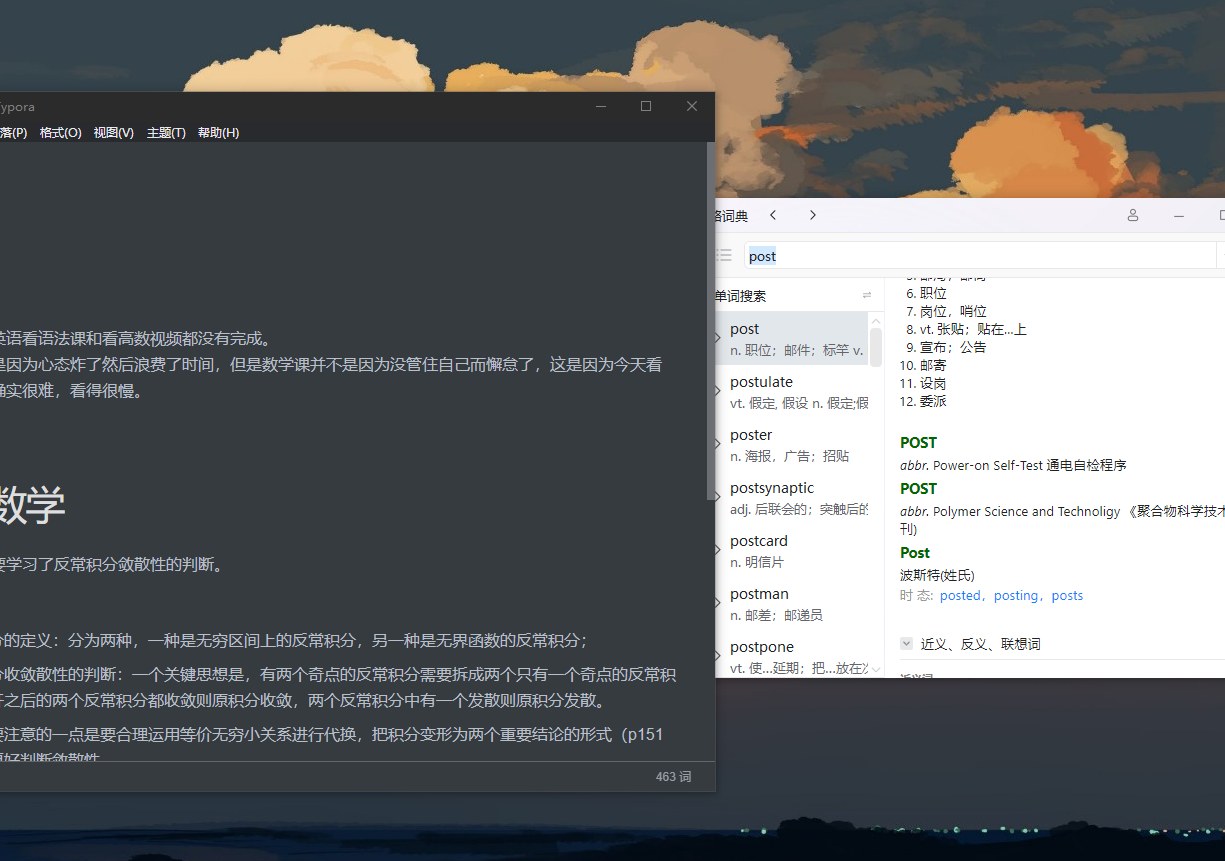 ypora
落(P) 格式(O) 视图(V) 主题(T) 帮助(H)
英语看语法课和看高数视频都没有完成。
是因为心态炸了然后浪费了时间，但是数学课并不是因为没管住自己而懈怠了，这是因为今天看
确实很难，看得很慢。
数学
要学习了反常积分敛散性的判断。
分的定义：分为两种，一种是无穷区间上的反常积分，另一种是无界函数的反常积分；
分收敛散性的判断：一个关键思想是，有两个奇点的反常积分需要拆成两个只有一个奇点的反常积
开之后的两个反常积分都收敛则原积分收敛，两个反常积分中有一个发散则原积分发散。
要注意的一点是要合理运用等价无穷小关系进行代换，把积分变形为两个重要结论的形式（p151
好判断敛散性
463 词
词典
post
单词搜索
post
n. 职位；邮件；标竿 v.
postulate
vt. 假定, 假设 n. 假定;假
poster
n. 海报，广告；招贴
postsynaptic
adj. 后联会的；突触后的
postcard
n. 明信片
postman
n. 邮差；邮递员
postpone
vt. 使...延期；把...放在次
6. 职位
7. 岗位，哨位
8. vt. 张贴；贴在...上
9. 宣布；公告
10. 邮寄
11. 设岗
12. 委派
POST
abbr. Power-on Self-Test 通电自检程序
POST
abbr. Polymer Science and Technoligy 《聚合物科学技术
刊)
Post
波斯特(姓氏)
时 态: posted, posting, posts
近义、反义、联想词